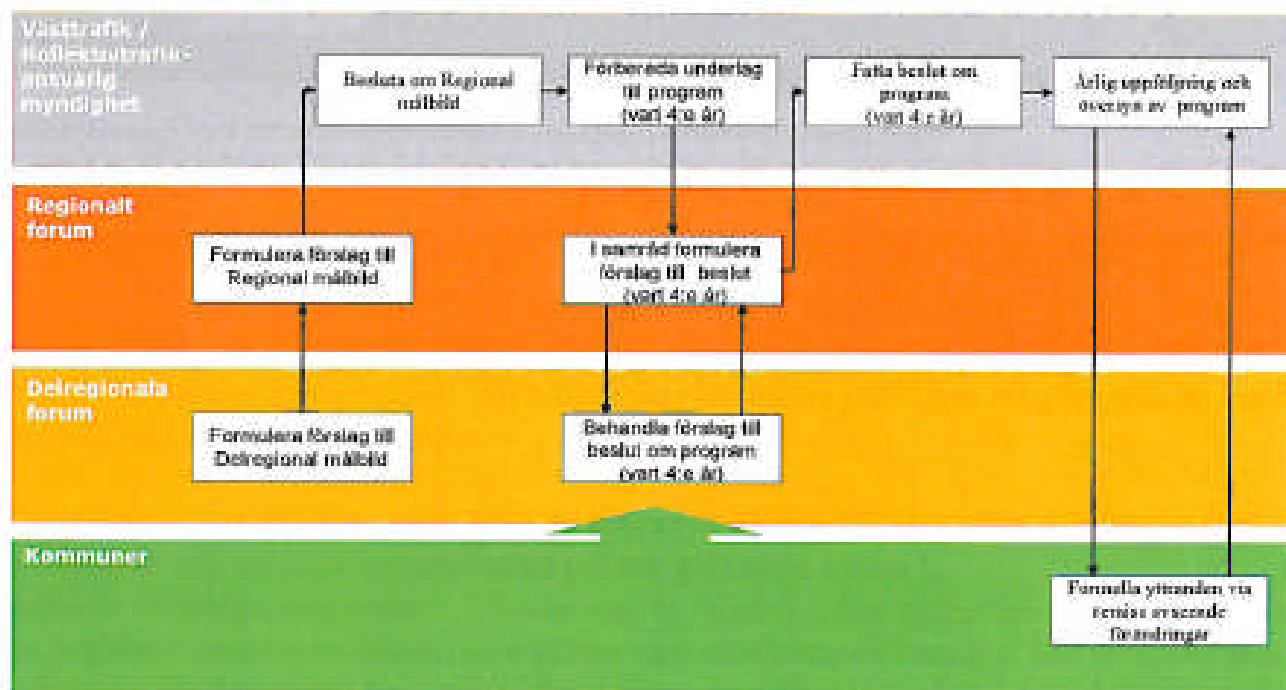 Västtrafik /
Kollektivtrafik-
ansvarig
myndighet
Besluta om Regional
målbild
Förbereda underlag
till program
(vart 4:e år)
Fatta beslut om
program
(vart 4:e år)
Årlig uppföljning och
översyn av program
Regionalt
forum
Formulera förslag till
Regional målbild
I samråd formulera
förslag till beslut
(vart 4:e år)
Delregionala
forum
Formulera förslag till
Delregional målbild
Behandla förslag till
beslut om program
(vart 4:e år)
Kommuner
Formella yttranden via
remiss avseende
förändringar